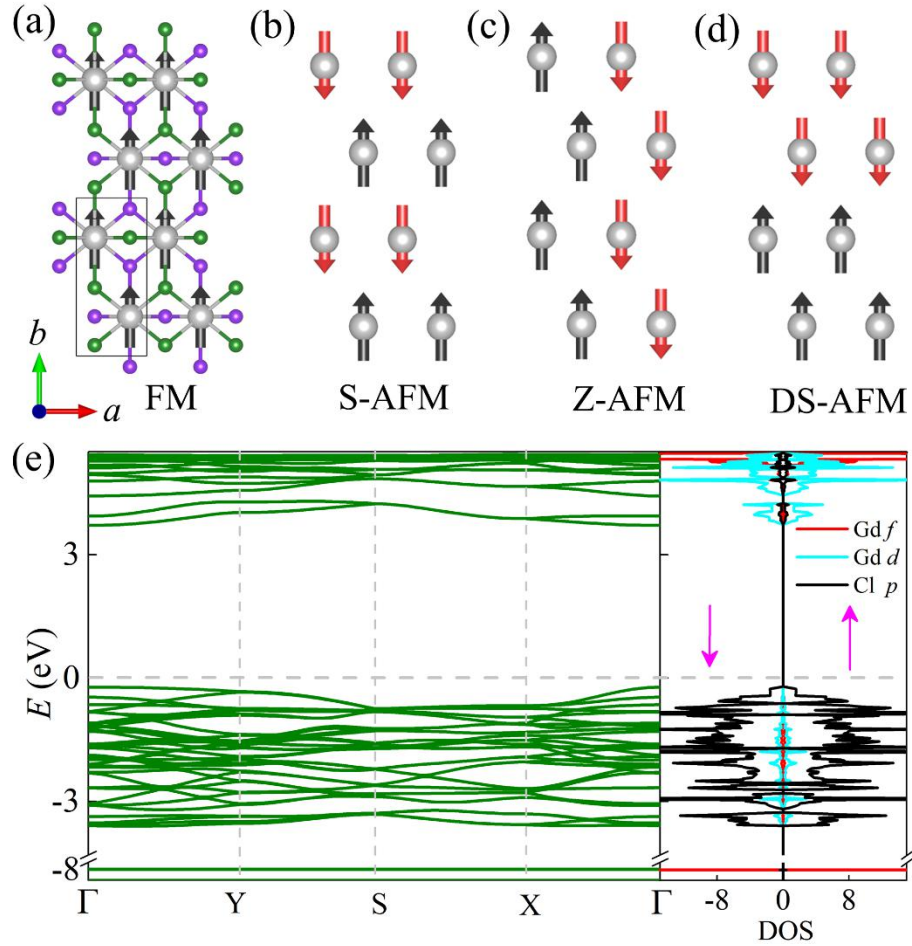 (a) (b) (c) (d)
b
a
FM S-AFM Z-AFM DS-AFM
(e)
3
0
-3
-8
E (eV)
Gd f
Gd d
Cl p
Γ Y S X Γ
-8 0 8
DOS